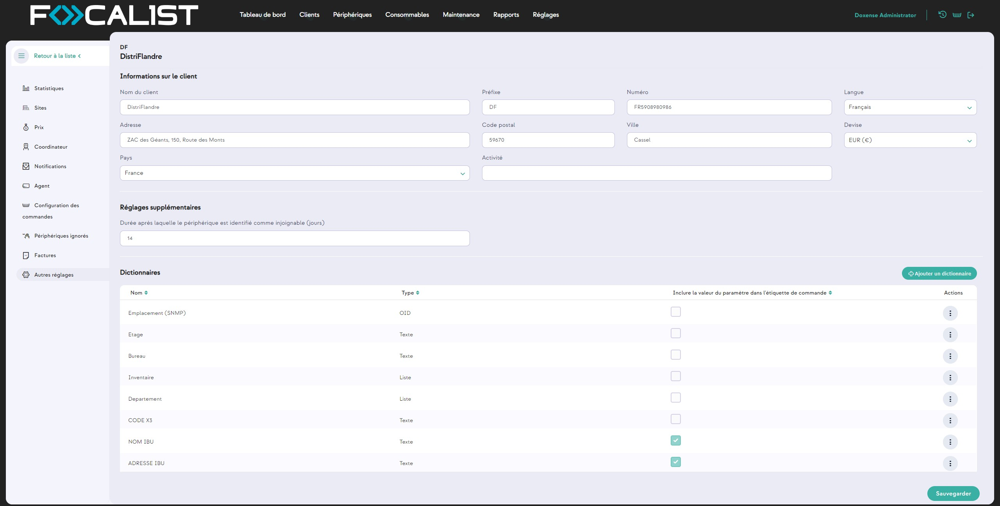 FOCALIST
Tableau de bord
Clients
Périphériques
Consommables
Maintenance
Rapports
Réglages
Doxense Administrator
Retour à la liste
Statistiques
Sites
Prix
Coordinateur
Notifications
Agent
Configuration des
commandes
Périphériques ignorés
Factures
Autres réglages
DF
DistriFlandre
Informations sur le client
Nom du client
Préfixe
Numéro
Langue
DistriFlandre
DF
FR5908980986
Français
Adresse
Code postal
Ville
Devise
ZAC des Géants, 150, Route des Monts
59670
Cassel
EUR (€)
Pays
Activité
France
Réglages supplémentaires
Durée après laquelle le périphérique est identifié comme injoignable (jours)
14
Dictionnaires
Ajouter un dictionnaire
Nom
Type
Inclure la valeur du paramètre dans l'étiquette de commande
Actions
Emplacement (SNMP)
OID
Etage
Texte
Bureau
Texte
Inventaire
Liste
Departement
Liste
CODE X3
Texte
NOM IBU
Texte
ADRESSE IBU
Texte
Sauvegarder